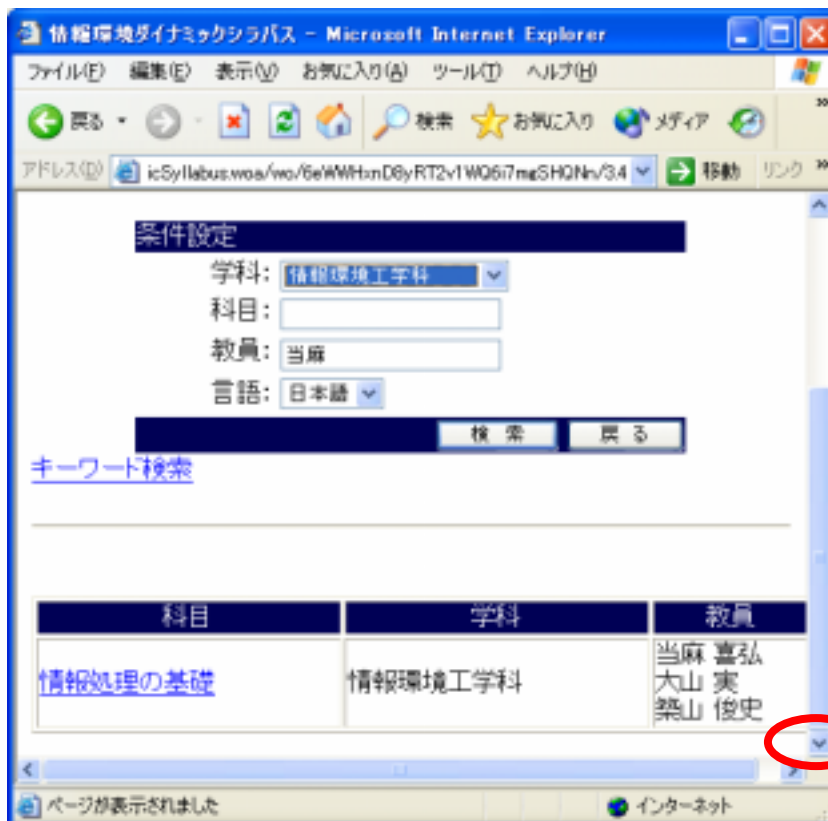 情報環境ダイナミックシラバス - Microsoft Internet Explorer
ファイル(F) 編集(E) 表示(V) お気に入り(A) ツール(T) ヘルプ(H)
戻る 検索 お気に入り メディア »
アドレス(D) icSyllabus.woa/wo/6eWWHxnD8yRT2v1WQ6i7mgSHQNn/3.4 移動 リンク »
条件設定
学科: 情報環境工学科
科目:
教員: 当麻
言語: 日本語
検 索 戻 る
キーワード検索
科目 学科 教員
情報処理の基礎 情報環境工学科 当麻 喜弘
大山 実
築山 俊史
ページが表示されました インターネット